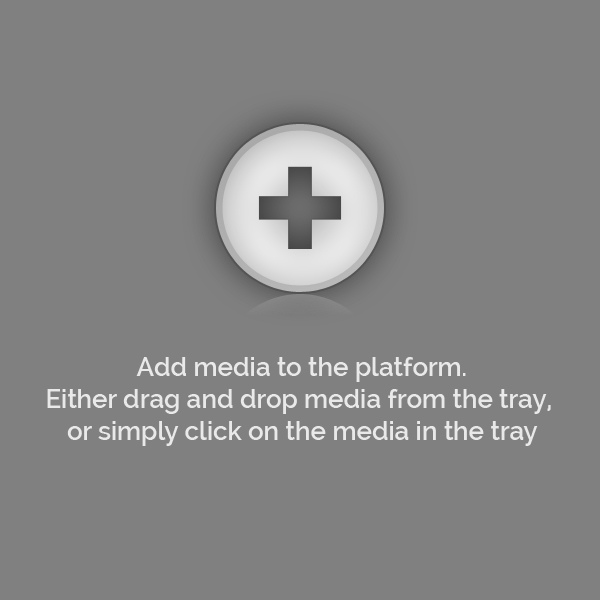 Add media to the platform.
Either drag and drop media from the tray,
or simply click on the media in the tray